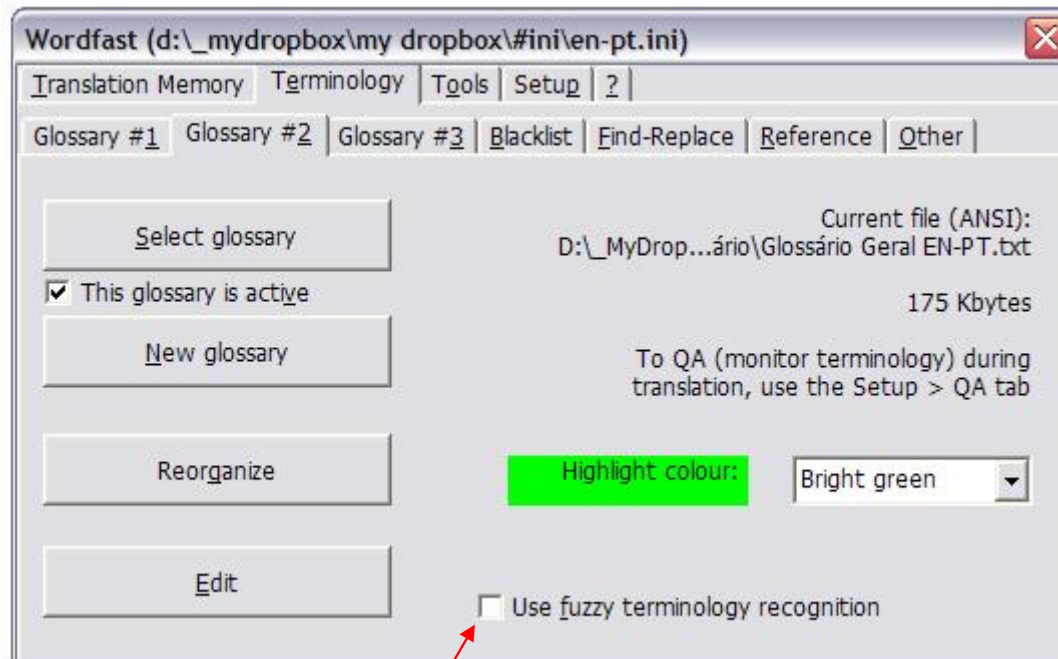 Wordfast (d:\_mydropbox\my dropbox\#ini\en-pt.ini)
Translation Memory Terminology Tools Setup ?
Glossary #1 Glossary #2 Glossary #3 Blacklist Find-Replace Reference Other
Select glossary
Current file (ANSI):
D:\_MyDrop...ário\Glossário Geral EN-PT.txt
This glossary is active
175 Kbytes
New glossary
To QA (monitor terminology) during
translation, use the Setup > QA tab
Reorganize
Highlight colour:
Bright green
Edit
Use fuzzy terminology recognition